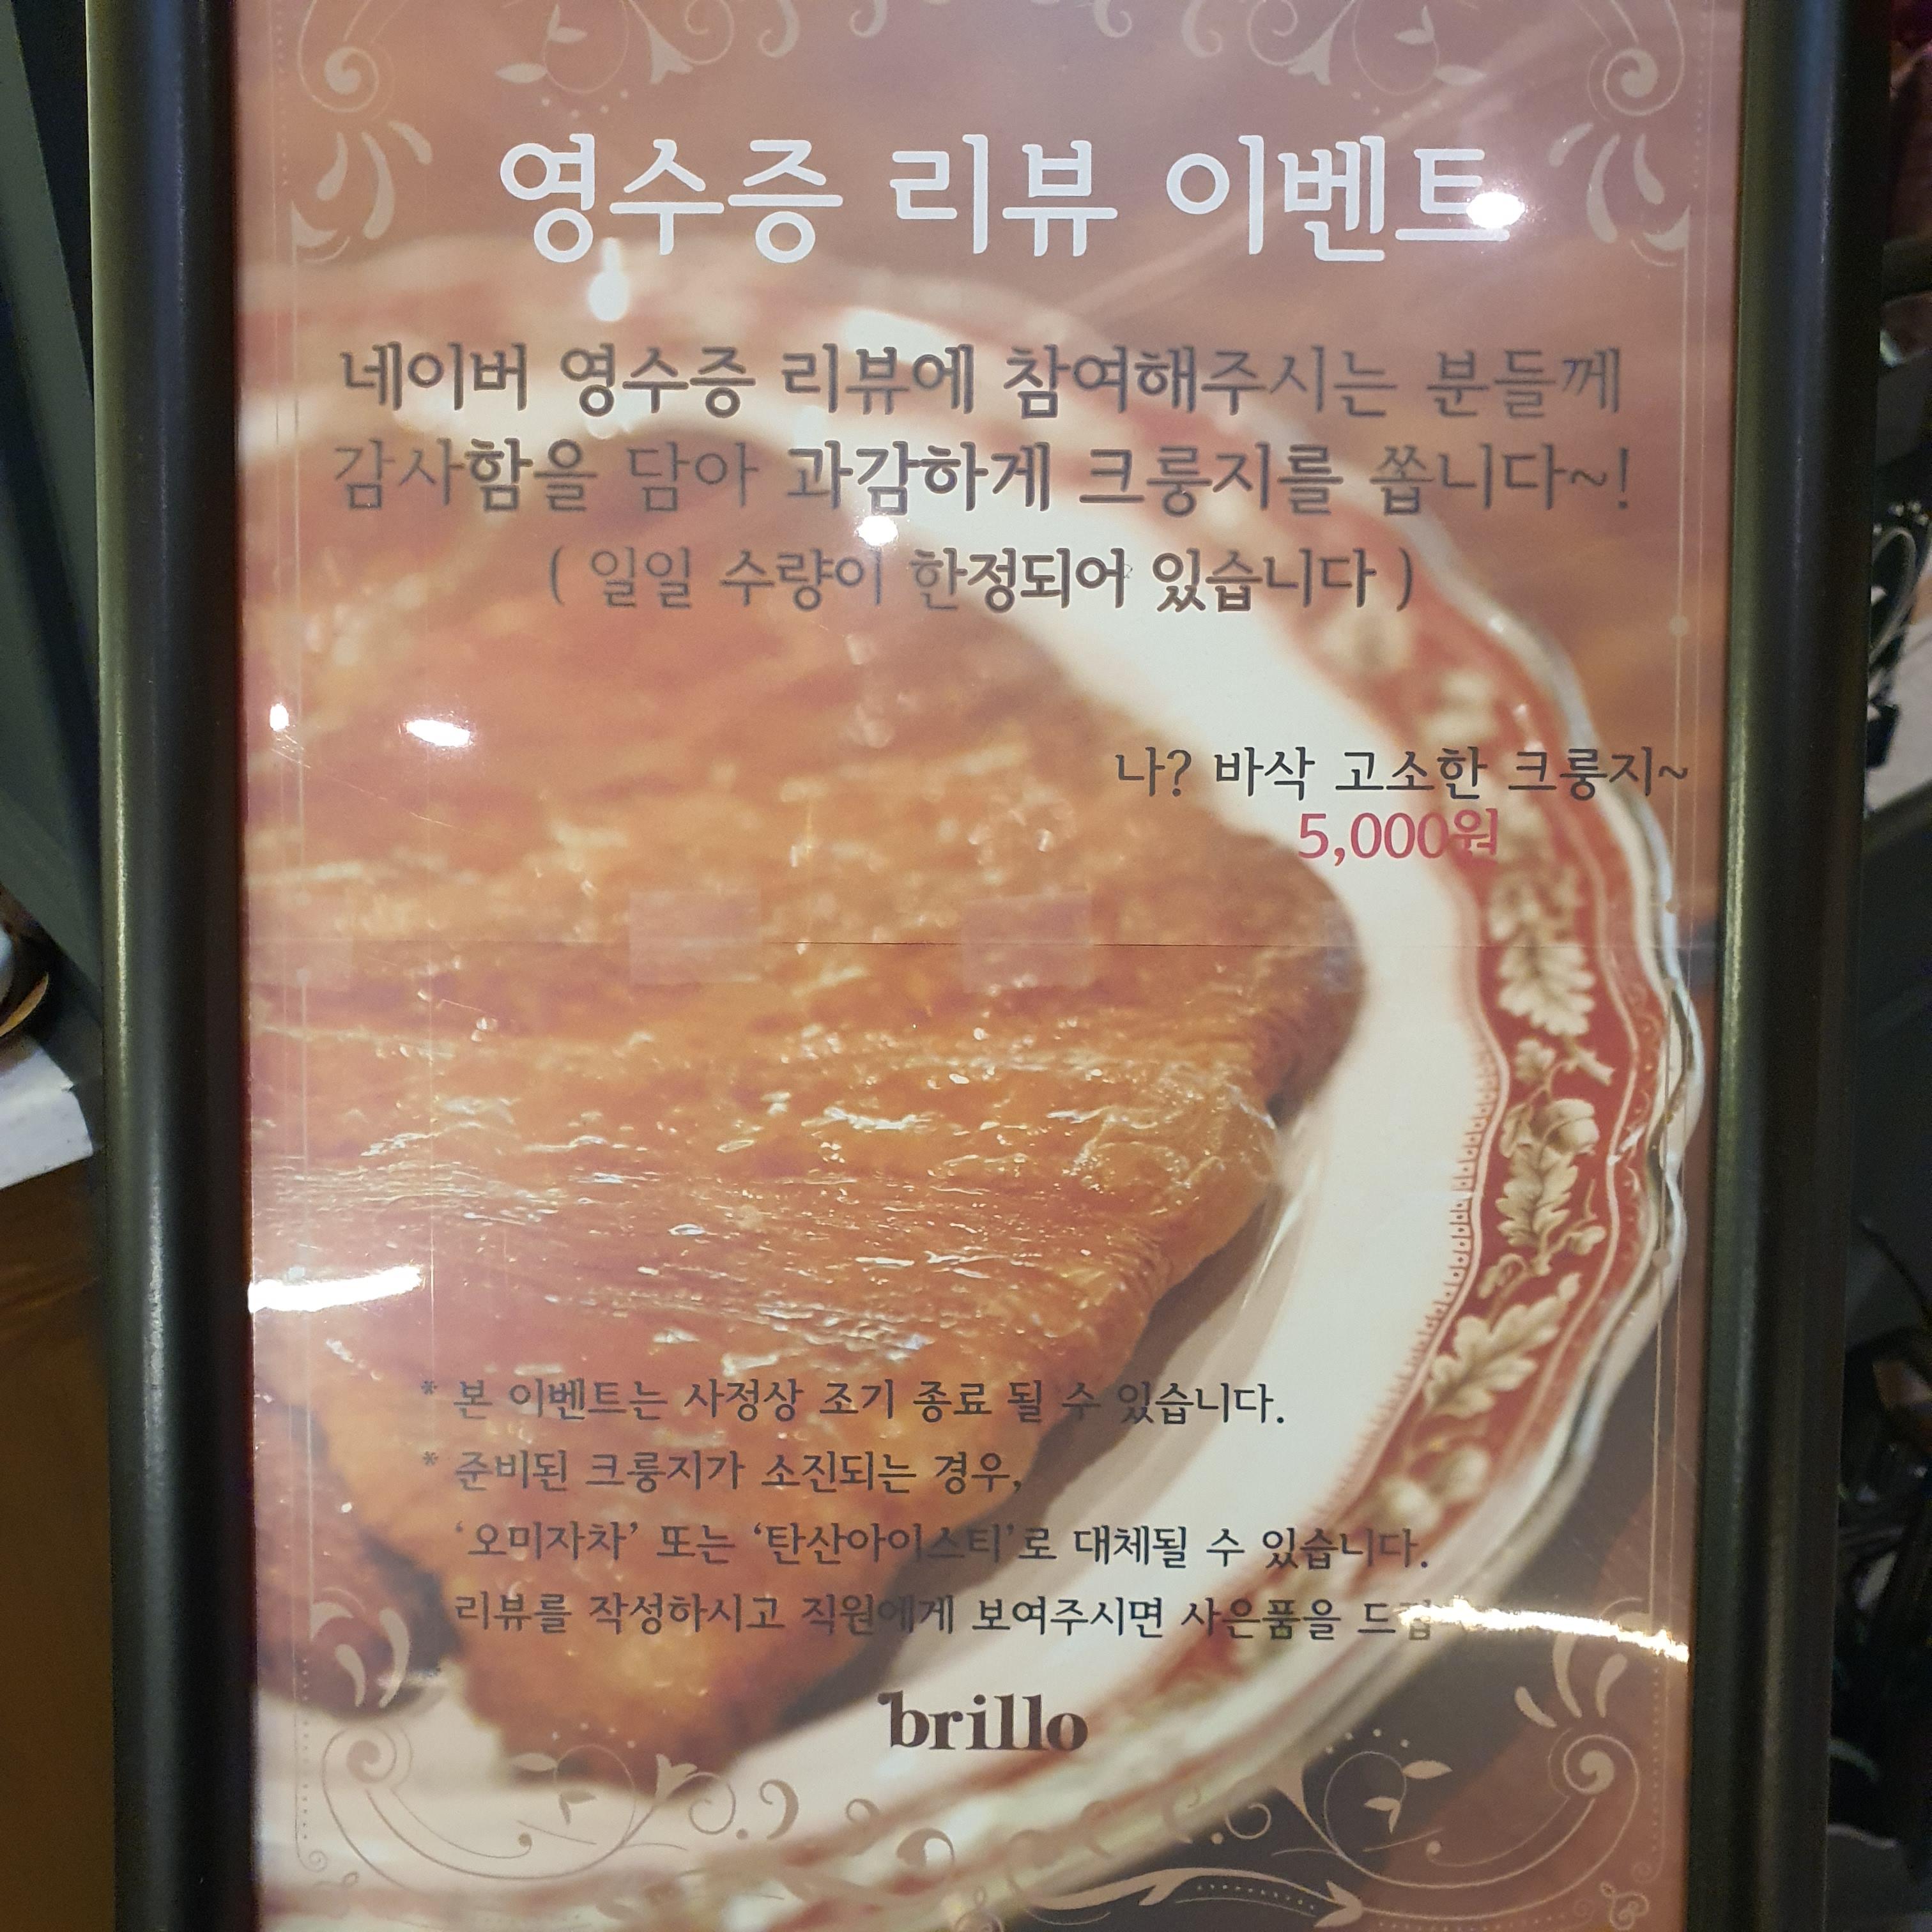 영수증 리뷰 이벤트
네이버 영수증 리뷰에 참여해주시는 분들께
감사함을 담아 과감하게 크룽지를 쏩니다~!
( 일일 수량이 한정되어 있습니다 )
나? 바삭 고소한 크룽지~
5,000원
* 본 이벤트는 사정상 조기 종료 될 수 있습니다.
* 준비된 크룽지가 소진되는 경우,
‘오미자차’ 또는 ‘탄산아이스티’로 대체될 수 있습니다.
리뷰를 작성하시고 직원에게 보여주시면 사은품을
brillo